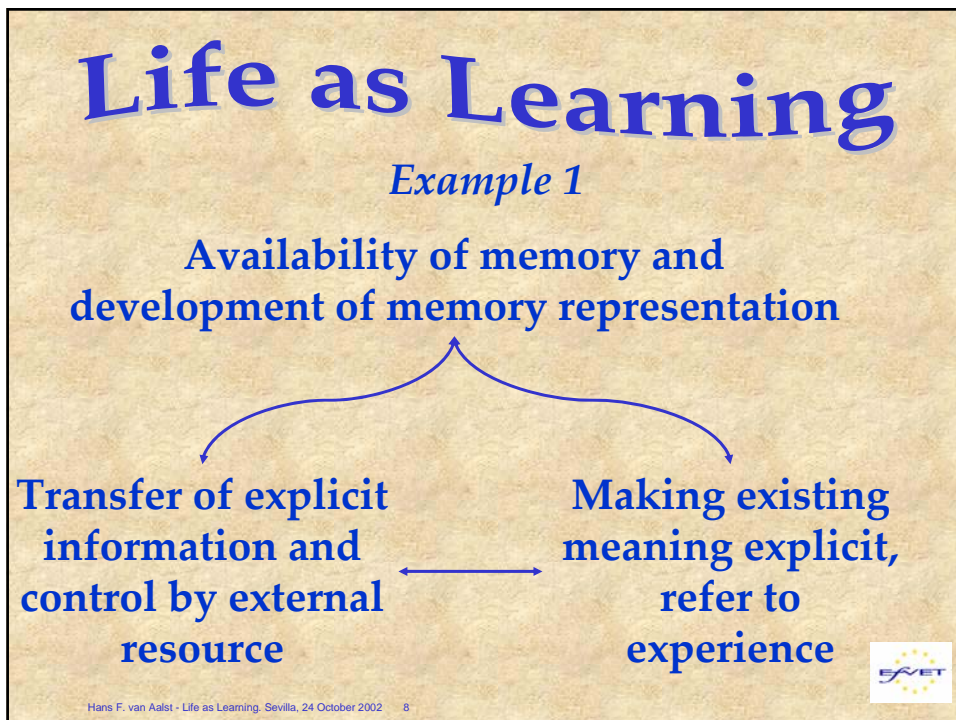 Life as Learning
Example 1
Availability of memory and
development of memory representation
Transfer of explicit
information and
control by external
resource
Making existing
meaning explicit,
refer to
experience
EfVET
Hans F. van Aalst - Life as Learning. Sevilla, 24 October 2002 8